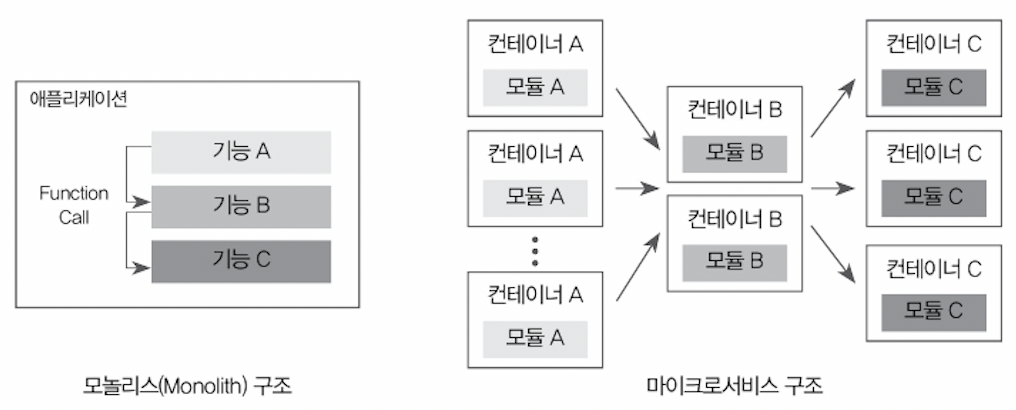 애플리케이션
기능 A
Function
Call
기능 B
기능 C
모놀리스(Monolith) 구조
컨테이너 A
모듈 A
컨테이너 A
모듈 A
컨테이너 A
모듈 A
컨테이너 B
모듈 B
컨테이너 B
모듈 B
컨테이너 C
모듈 C
컨테이너 C
모듈 C
컨테이너 C
모듈 C
마이크로서비스 구조